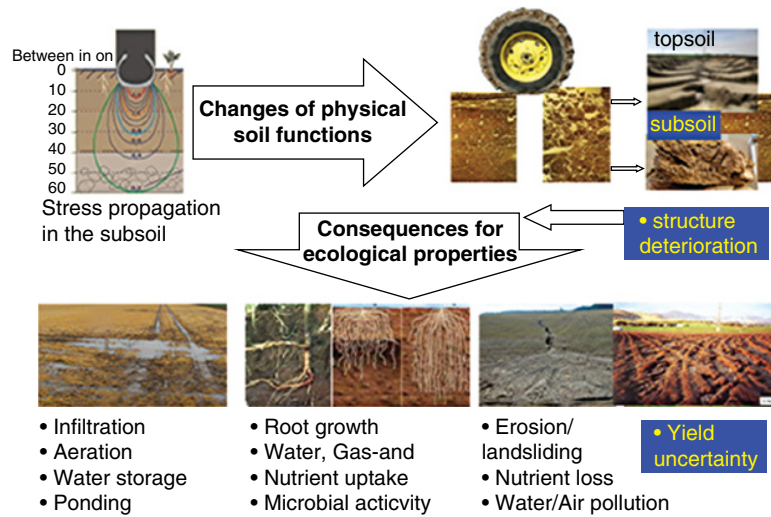 Between in on
0
10
20
30
40
50
60
Stress propagation
in the subsoil
Changes of physical
soil functions
topsoil
subsoil
• structure
deterioration
Consequences for
ecological properties
• Infiltration
• Aeration
• Water storage
• Ponding
• Root growth
• Water, Gas-and
• Nutrient uptake
• Microbial acticvity
• Erosion/
landsliding
• Nutrient loss
• Water/Air pollution
• Yield
uncertainty